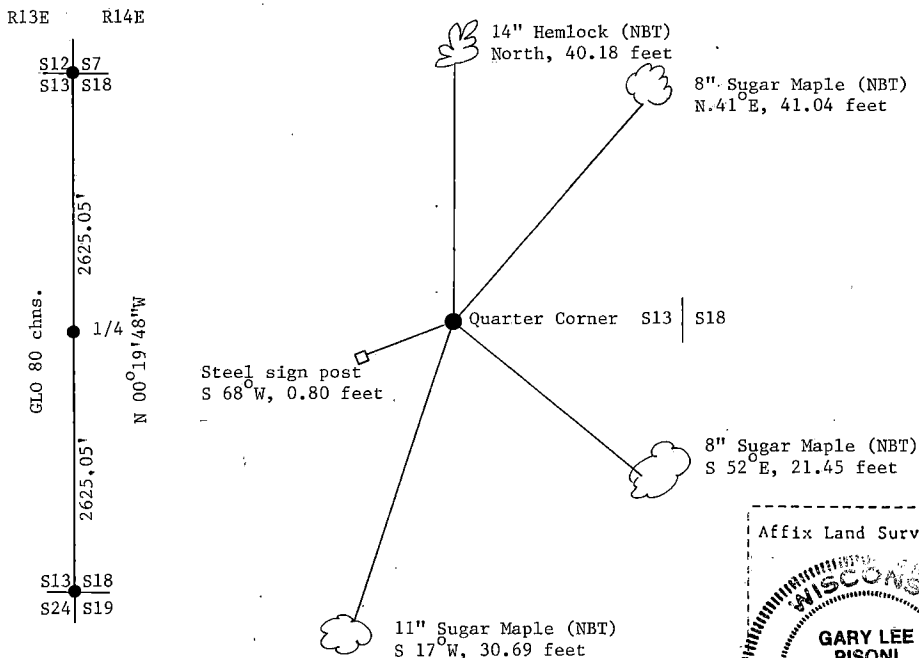 R13E R14E
S12 S7
S13 S18
2625.05'
GLO 80 chns.
1/4
N 00°19'48"W
2625.05'
S13 S18
S24 S19
14" Hemlock (NBT)
North, 40.18 feet
8" Sugar Maple (NBT)
N.41°E, 41.04 feet
Quarter Corner S13 | S18
Steel sign post
S 68°W, 0.80 feet
8" Sugar Maple (NBT)
S 52°E, 21.45 feet
11" Sugar Maple (NBT)
S 17°W, 30.69 feet
Affix Land Surv
WISCONS
GARY LEE
PISONI